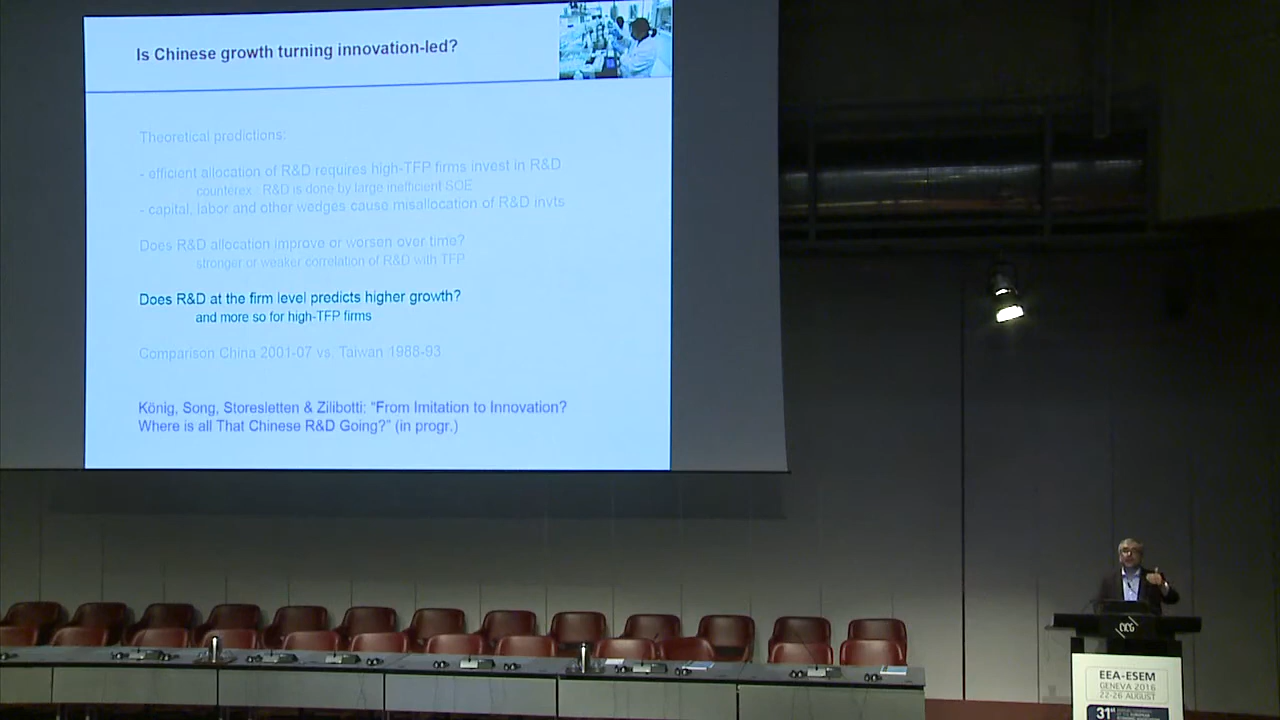 Is Chinese growth turning innovation-led?
Theoretical predictions:
- efficient allocation of R&D requires high-TFP firms invest in R&D
counterex.: R&D is done by large inefficient SOE
- capital, labor and other wedges cause misallocation of R&D invts
Does R&D allocation improve or worsen over time?
stronger or weaker correlation of R&D with TFP
Does R&D at the firm level predicts higher growth?
and more so for high-TFP firms
Comparison China 2001-07 vs. Taiwan 1988-93
König, Song, Storesletten & Zilibotti: “From Imitation to Innovation?
Where is all That Chinese R&D Going?” (in progr.)
CICG
EEA-ESEM
GENEVA 2016
22-26 AUGUST
31st